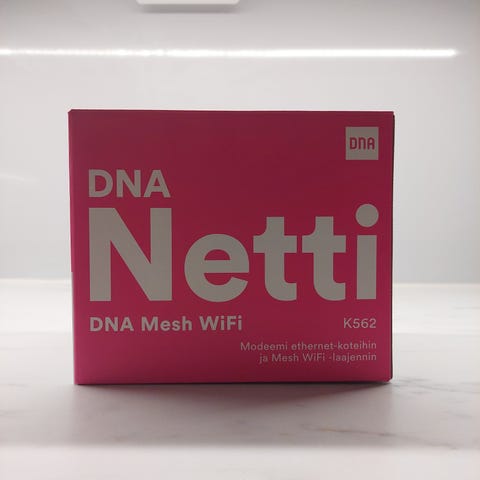 DNA
DNA
Netti
DNA Mesh WiFi
K562
Modeemi ethernet-koteihin
ja Mesh WiFi -laajennin